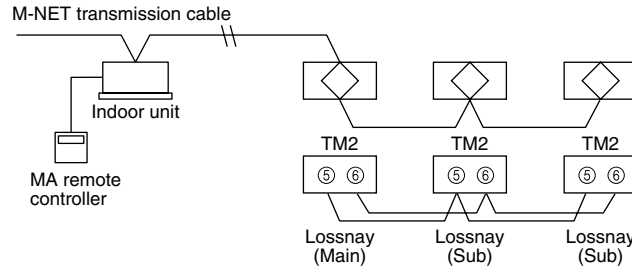 M-NET transmission cable
Indoor unit
MA remote
controller
TM2
TM2
TM2
⑤ ⑥
⑤ ⑥
⑤ ⑥
Lossnay
(Main)
Lossnay
(Sub)
Lossnay
(Sub)